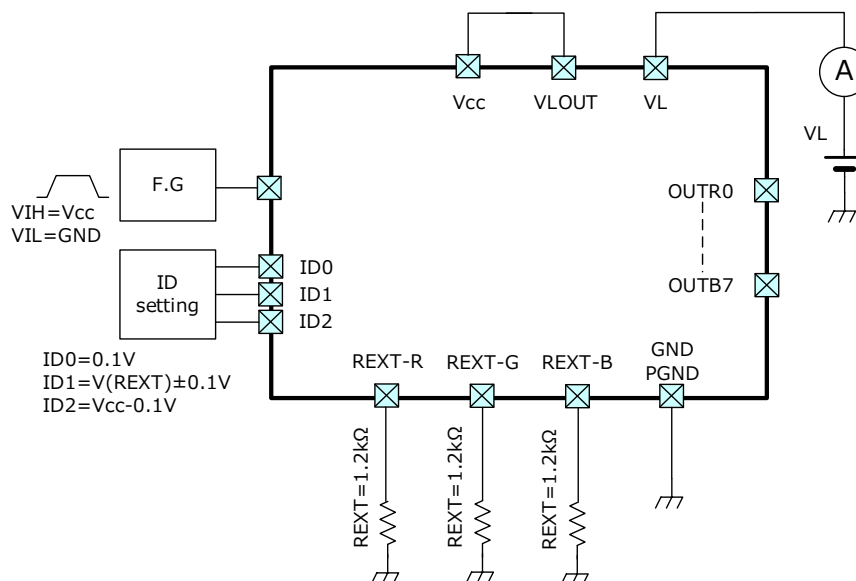 A
Vcc
VLOUT
VL
VL
F.G
VIH=Vcc
VIL=GND
OUTR0
ID
setting
ID0
ID1
ID2
OUTB7
ID0=0.1V
ID1=V(REXT)±0.1V
ID2=Vcc-0.1V
REXT-R
REXT-G
REXT-B
GND
PGND
REXT=1.2kΩ
REXT=1.2kΩ
REXT=1.2kΩ